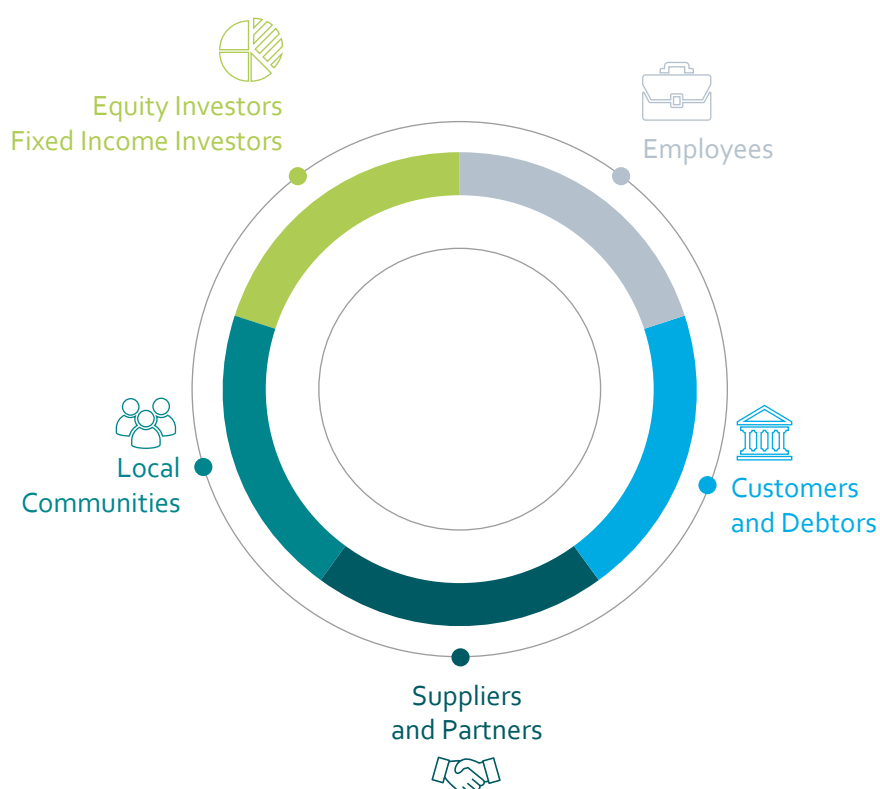 Equity Investors
Fixed Income Investors
Employees
Local
Communities
Customers
and Debtors
Suppliers
and Partners